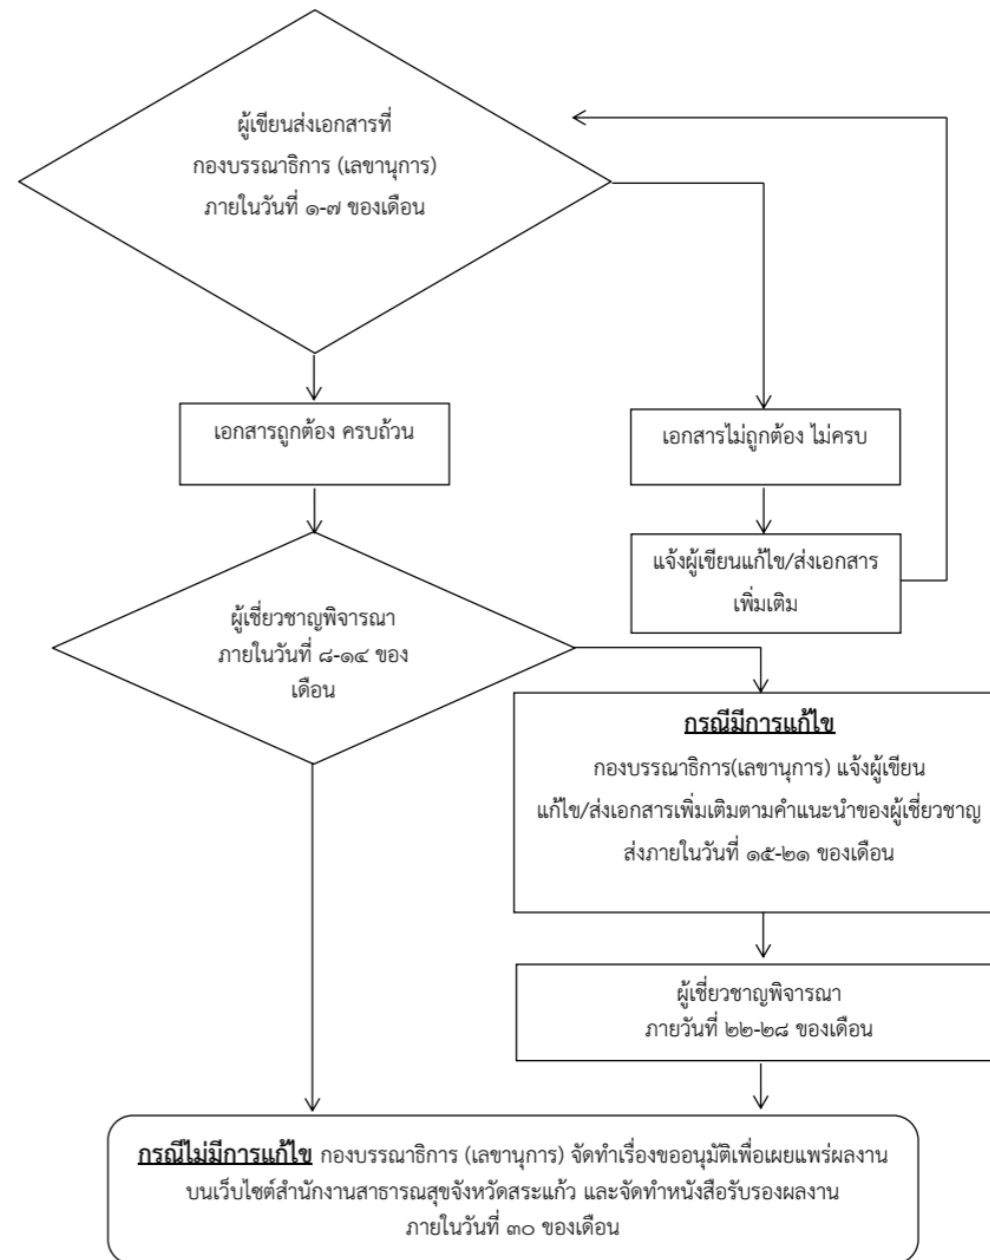 ผู้เขียนส่งเอกสารที่
กองบรรณาธิการ (เลขานุการ)
ภายในวันที่ ๑-๗ ของเดือน
เอกสารถูกต้อง ครบถ้วน
เอกสารไม่ถูกต้อง ไม่ครบ
แจ้งผู้เขียนแก้ไข/ส่งเอกสาร
เพิ่มเติม
ผู้เชี่ยวชาญพิจารณา
ภายในวันที่ ๘-๑๔ ของ
เดือน
กรณีมีการแก้ไข
กองบรรณาธิการ(เลขานุการ) แจ้งผู้เขียน
แก้ไข/ส่งเอกสารเพิ่มเติมตามคำแนะนำของผู้เชี่ยวชาญ
ส่งภายในวันที่ ๑๕-๒๑ ของเดือน
ผู้เชี่ยวชาญพิจารณา
ภายวันที่ ๒๒-๒๘ ของเดือน
กรณีไม่มีการแก้ไข กองบรรณาธิการ (เลขานุการ) จัดทำเรื่องขออนุมัติเพื่อเผยแพร่ผลงาน
บนเว็บไซต์สำนักงานสาธารณสุขจังหวัดสระแก้ว และจัดทำหนังสือรับรองผลงาน
ภายในวันที่ ๓๐ ของเดือน